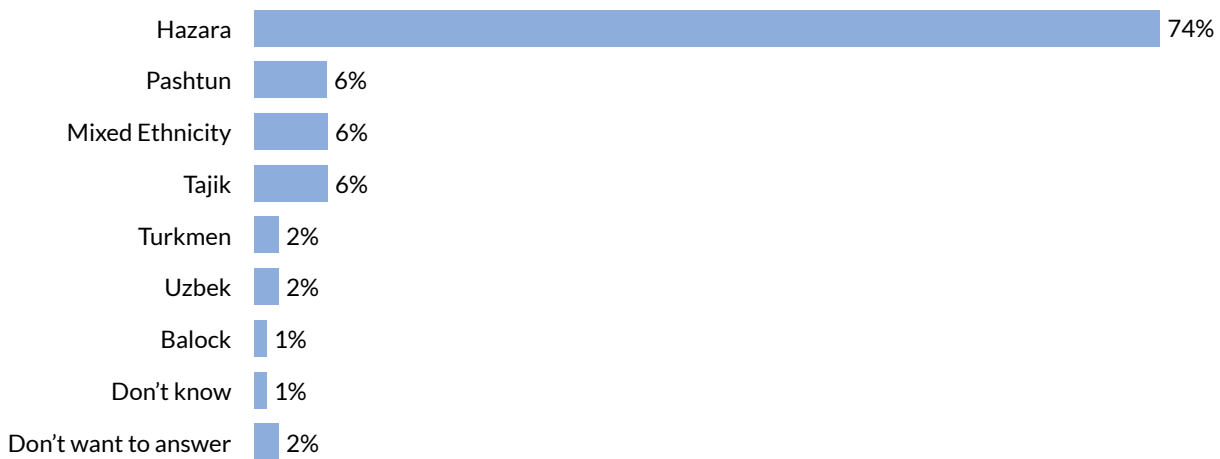 Hazara 74%
Pashtun 6%
Mixed Ethnicity 6%
Tajik 6%
Turkmen 2%
Uzbek 2%
Balock 1%
Don’t know 1%
Don’t want to answer 2%